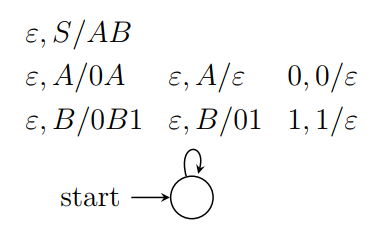 ε, S/AB
ε, A/0A ε, A/ε 0, 0/ε
ε, B/0B1 ε, B/01 1, 1/ε
start